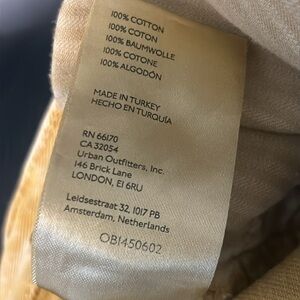 100% COTTON
100% COTON
100% BAUMWOLLE
100% COTONE
100% ALGODÓN
MADE IN TURKEY
HECHO EN TURQUIA
RN 66170
CA 32054
Urban Outfitters, Inc.
146 Brick Lane
LONDON, E1 6RU
Leidsestraat 32, 1017 PB
Amsterdam, Netherlands
OB1450602